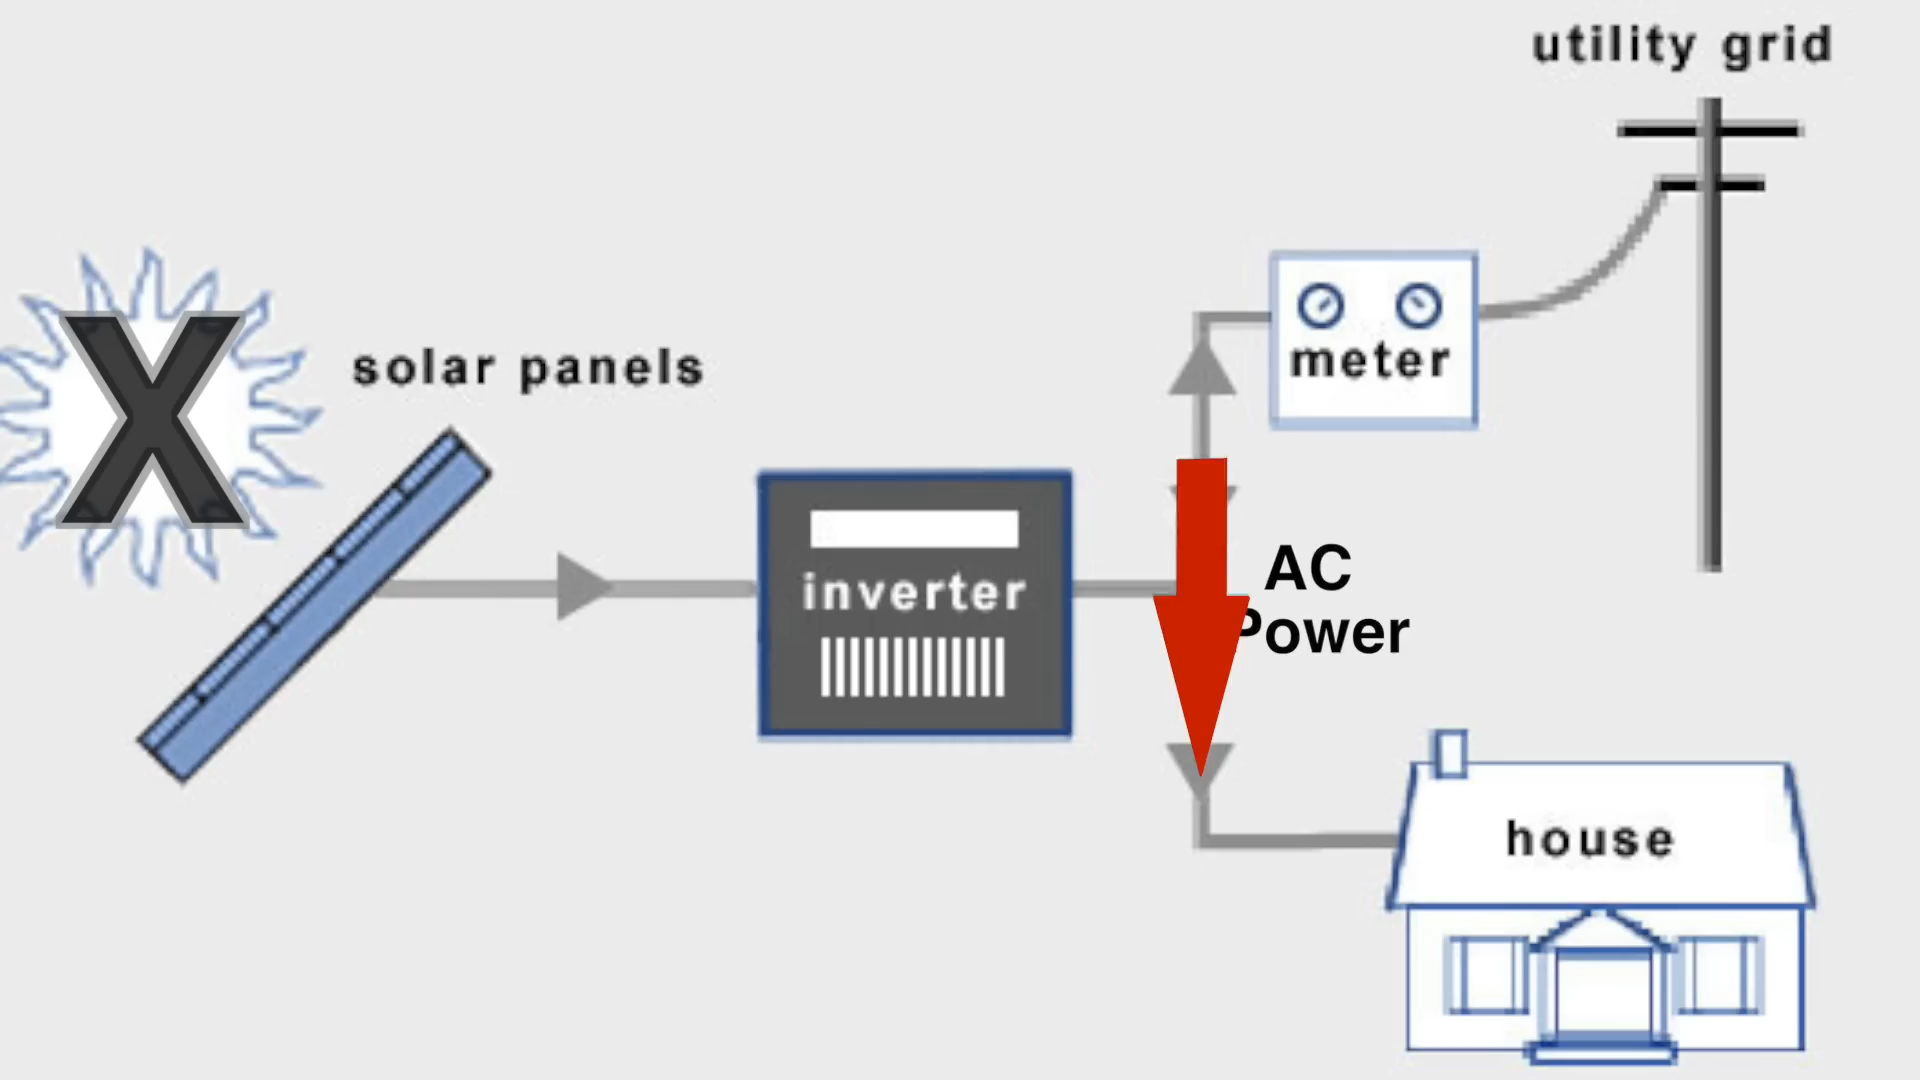 utility grid
solar panels
X
meter
inverter
AC
Power
house